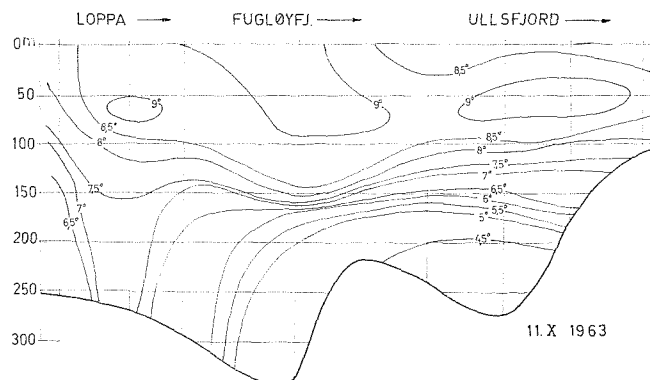 LOPPA → FUGLØYFJ. → ULLSFJORD →
0m
8,5°
50 9° 9° 9°
8,5° 8,5°
100 8° 8°
7,5° 7,5°
150 7° 7°
6,5° 6,5°
6° 5,5°
5°
200
4,5°
250
300 11. X 1963